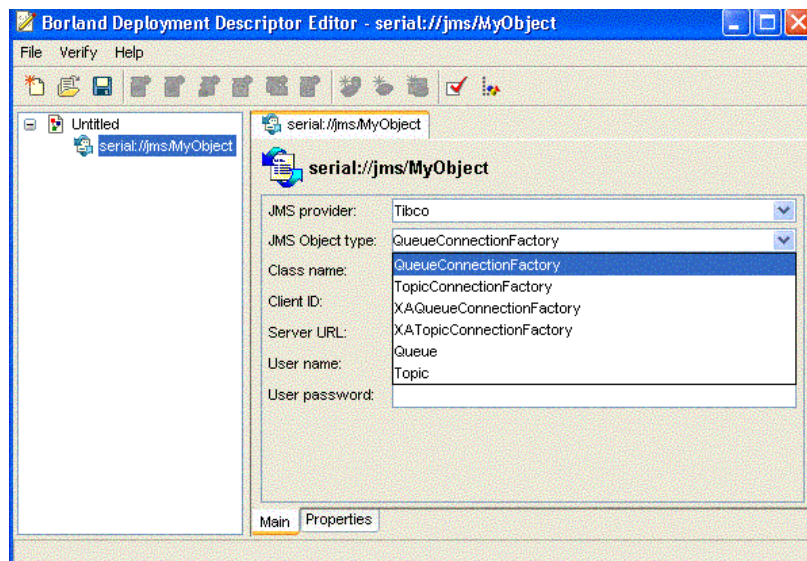 Borland Deployment Descriptor Editor - serial://jms/MyObject
File Verify Help
Untitled
serial://jms/MyObject
serial://jms/MyObject
serial://jms/MyObject
JMS provider: Tibco
JMS Object type: QueueConnectionFactory
Class name: QueueConnectionFactory
TopicConnectionFactory
Client ID: XAQueueConnectionFactory
Server URL: XATopicConnectionFactory
Queue
User name: Topic
User password:
Main Properties